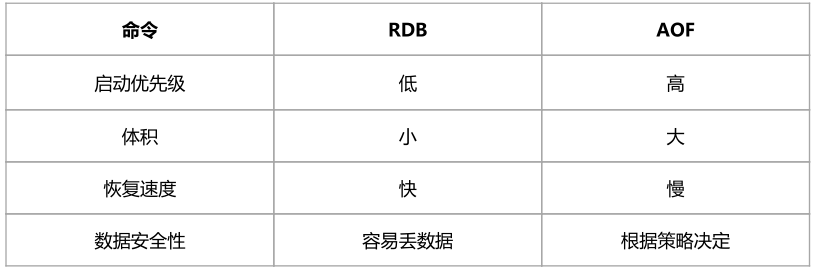 命令 RDB AOF
启动优先级 低 高
体积 小 大
恢复速度 快 慢
数据安全性 容易丢数据 根据策略决定